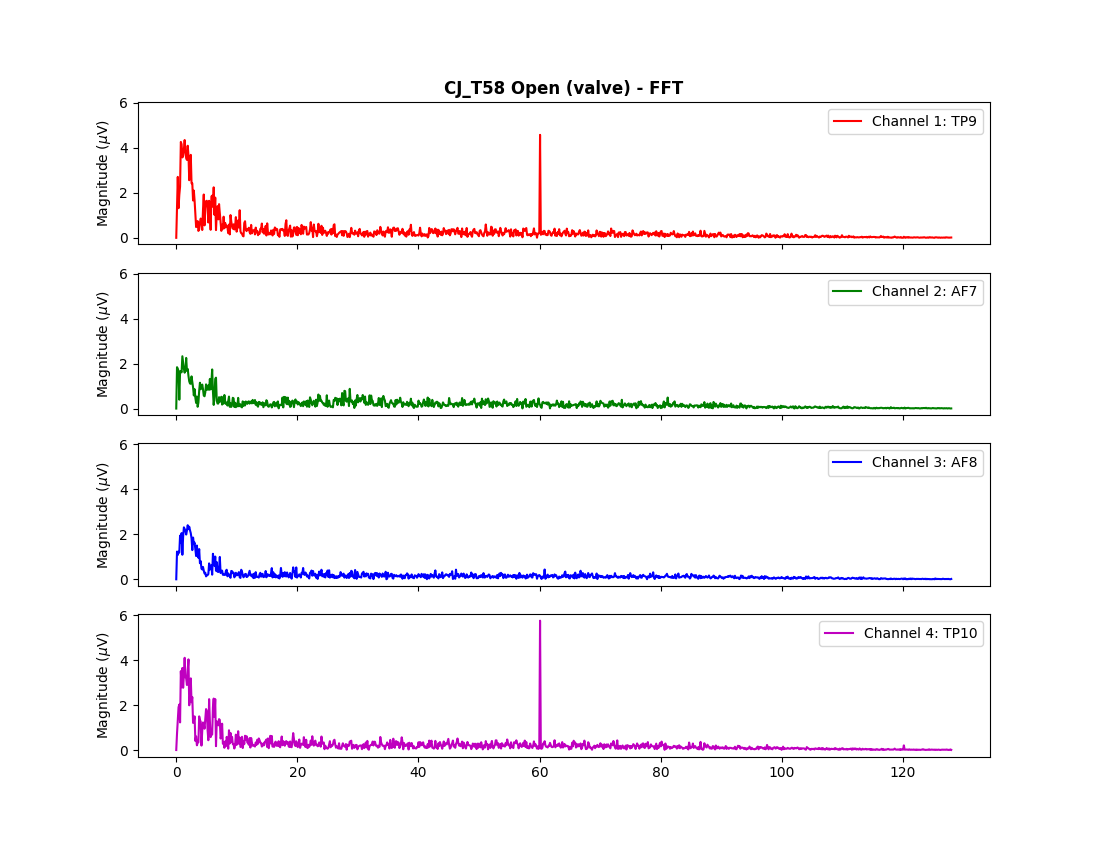 CJ_T58 Open (valve) - FFT
6
4
2
0
Magnitude (μV)
Channel 1: TP9
6
4
2
0
Magnitude (μV)
Channel 2: AF7
6
4
2
0
Magnitude (μV)
Channel 3: AF8
6
4
2
0
Magnitude (μV)
Channel 4: TP10
0 20 40 60 80 100 120